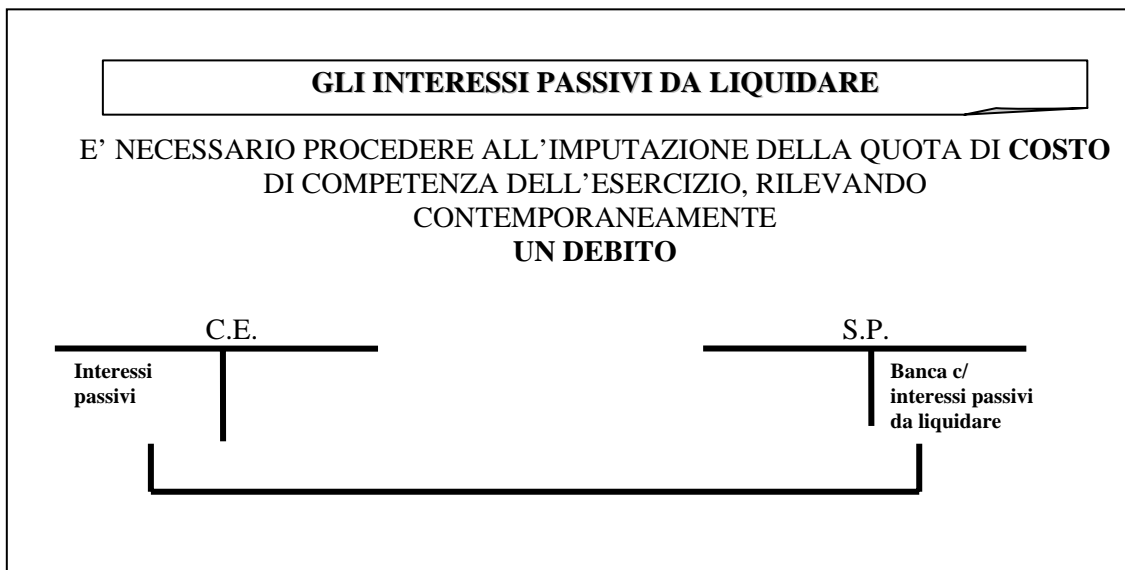 GLI INTERESSI PASSIVI DA LIQUIDARE
E’ NECESSARIO PROCEDERE ALL’IMPUTAZIONE DELLA QUOTA DI COSTO
DI COMPETENZA DELL’ESERCIZIO, RILEVANDO
CONTEMPORANEAMENTE
UN DEBITO
C.E.
Interessi
passivi
S.P.
Banca c/
interessi passivi
da liquidare